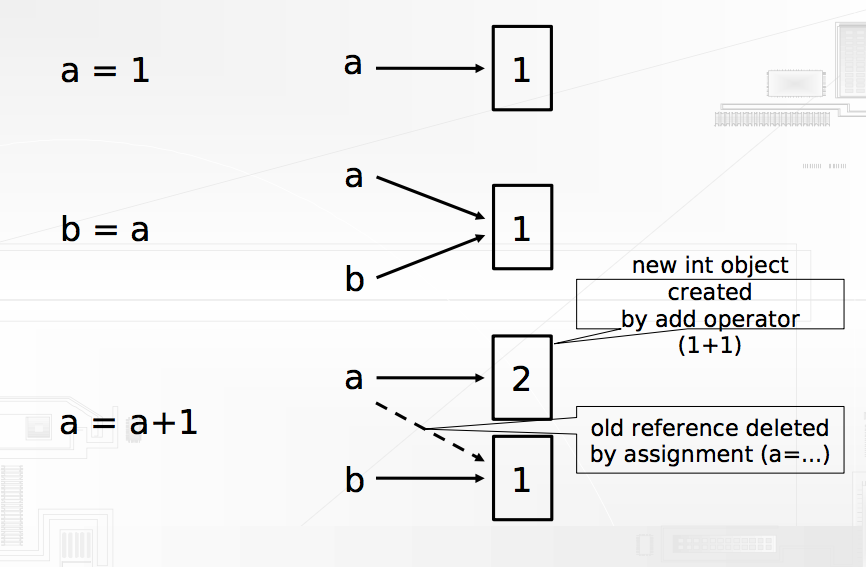 a = 1
a
1
b = a
a
b
1
new int object
created
by add operator
(1+1)
a = a+1
a
2
old reference deleted
by assignment (a=...)
b
1